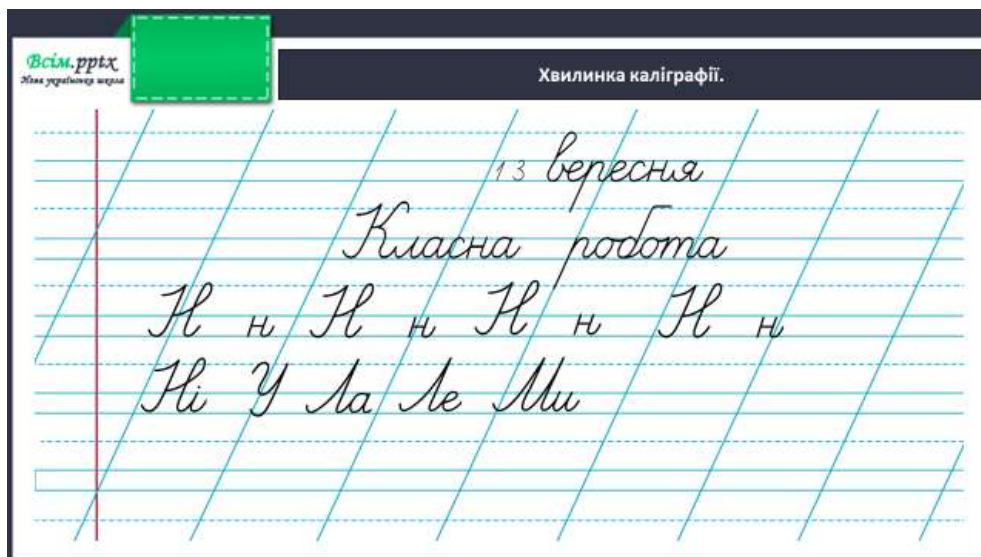 Всім.pptx
Нова українська школа
Хвилинка каліграфії.
13 вересня
Класна робота
Н н Н н Н н Н н
Ні У Ла Ле Ми